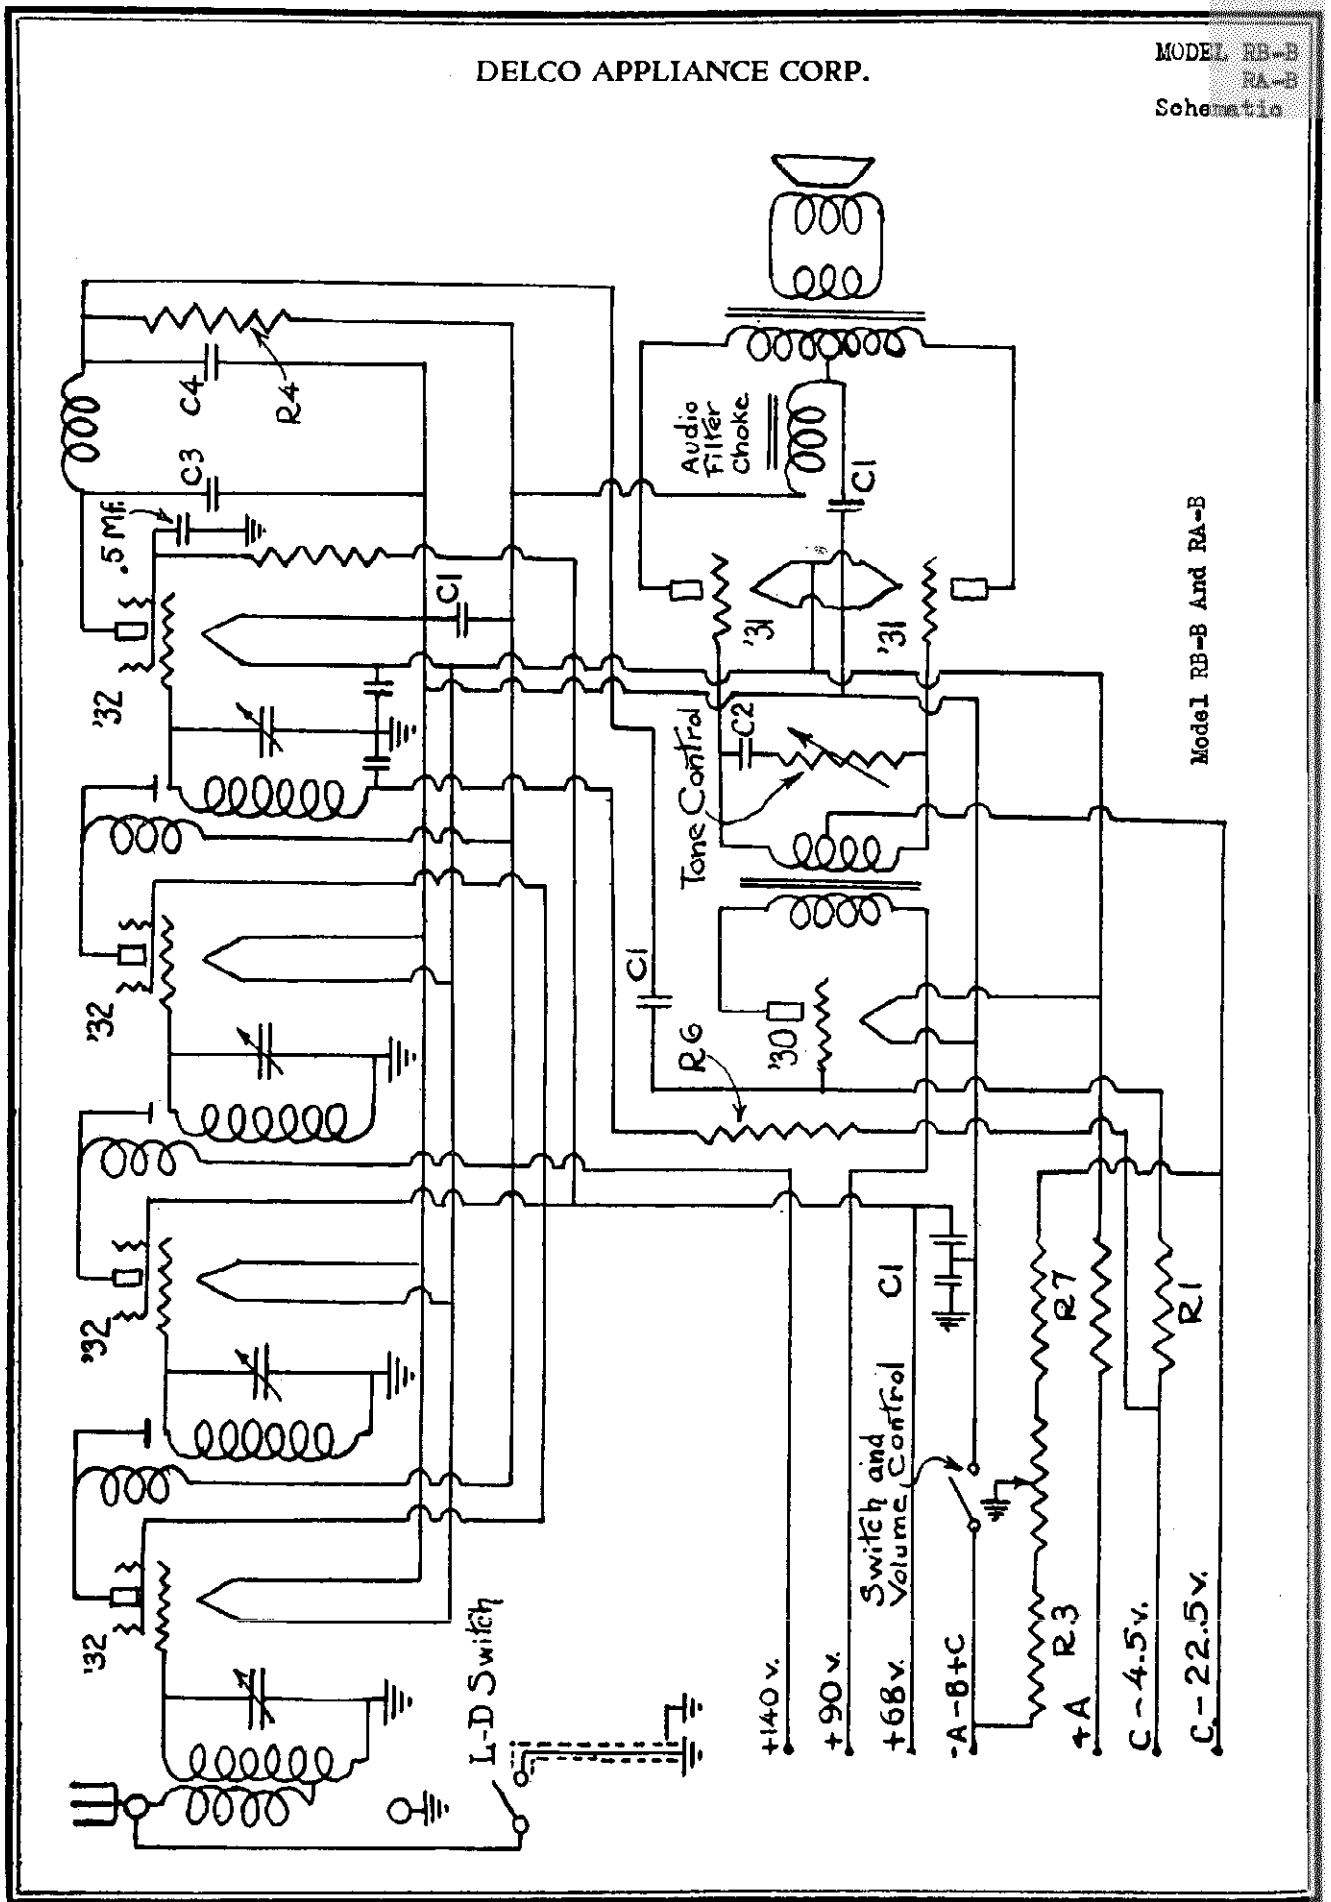 DELCO APPLIANCE CORP.
MODEL RB-B
RA-B
Schematic
C4
R4
C3
.5 Mf.
C1
'32
'32
'32
'32
Audio
Filter
Choke
C1
'31
'31
C2
Tone Control
C1
R6
'30
Model RB-B And RA-B
L-D Switch
+140 v.
+90 v.
+68 v.
-A-B+C
+A
C-4.5 v.
C-22.5 v.
Switch and
Volume Control
C1
R7
R1
R3